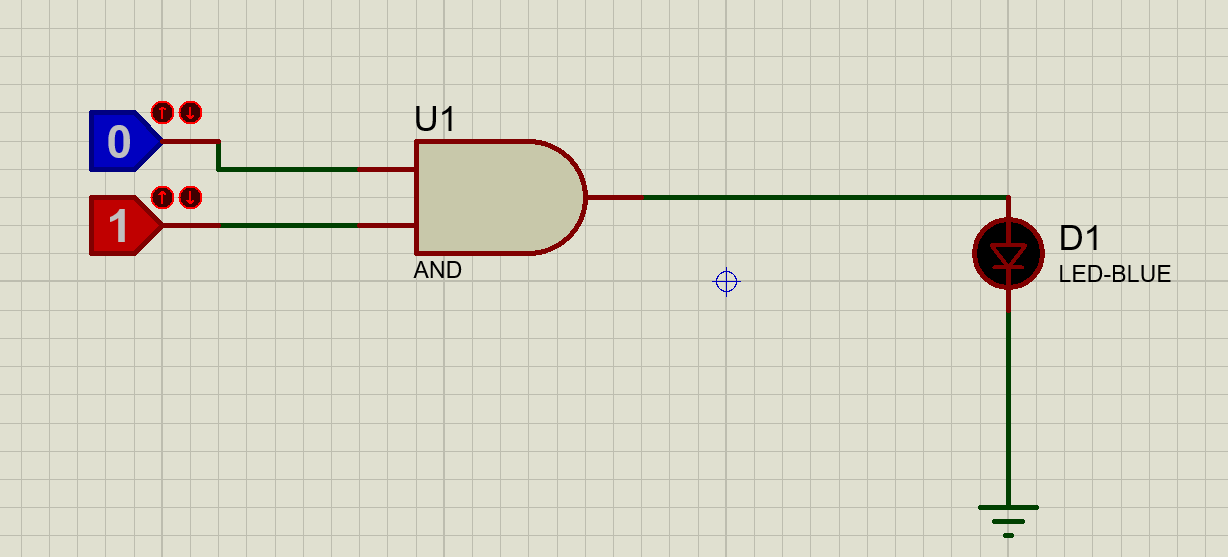 0
1
U1
AND
D1
LED-BLUE